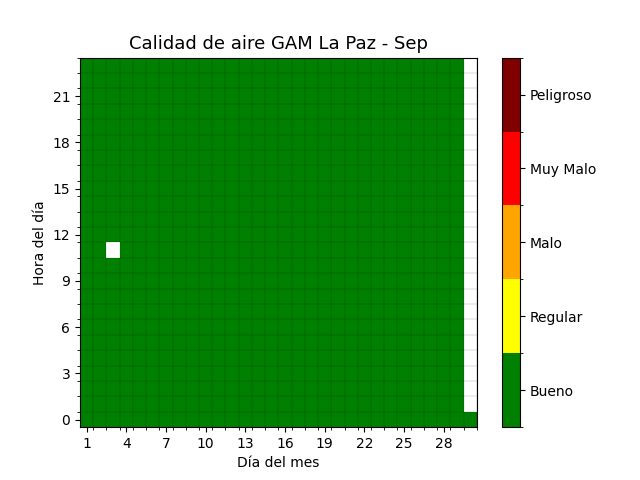 Calidad de aire GAM La Paz - Sep
Hora del día
21
18
15
12
9
6
3
0
1 4 7 10 13 16 19 22 25 28
Día del mes
Peligroso
Muy Malo
Malo
Regular
Bueno